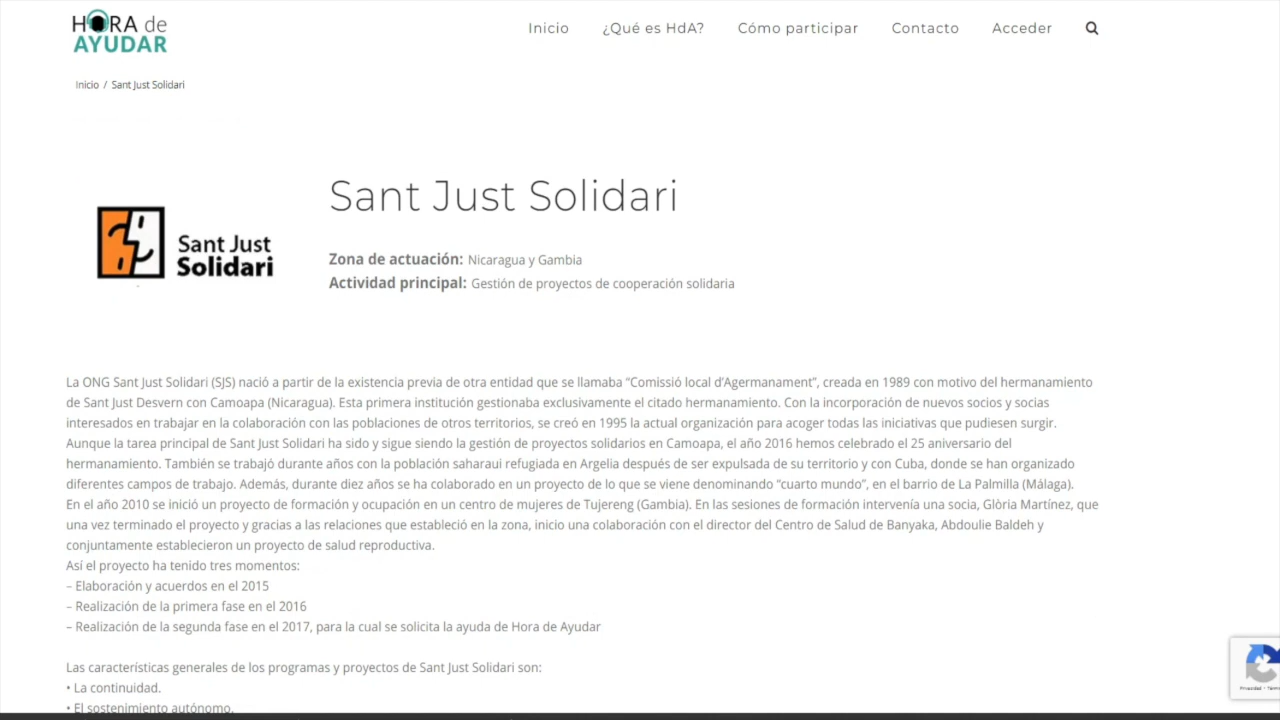 HORA de
AYUDAR
Inicio ¿Qué es HdA? Cómo participar Contacto Acceder
Inicio / Sant Just Solidari
Sant Just Solidari
Sant Just
Solidari
Zona de actuación: Nicaragua y Gambia
Actividad principal: Gestión de proyectos de cooperación solidaria
La ONG Sant Just Solidari (SJS) nació a partir de la existencia previa de otra entidad que se llamaba “Comissió local d’Agermanament”, creada en 1989 con motivo del hermanamiento
de Sant Just Desvern con Camoapa (Nicaragua). Esta primera institución gestionaba exclusivamente el citado hermanamiento. Con la incorporación de nuevos socios y socias
interesados en trabajar en la colaboración con las poblaciones de otros territorios, se creó en 1995 la actual organización para acoger todas las iniciativas que pudiesen surgir.
Aunque la tarea principal de Sant Just Solidari ha sido y sigue siendo la gestión de proyectos solidarios en Camoapa, el año 2016 hemos celebrado el 25 aniversario del
hermanamiento. También se trabajó durante años con la población saharaui refugiada en Argelia después de ser expulsada de su territorio y con Cuba, donde se han organizado
diferentes campos de trabajo. Además, durante diez años se ha colaborado en un proyecto de lo que se viene denominando “cuarto mundo”, en el barrio de La Palmilla (Málaga).
En el año 2010 se inició un proyecto de formación y ocupación en un centro de mujeres de Tujereng (Gambia). En las sesiones de formación intervenía una socia, Glòria Martínez, que
una vez terminado el proyecto y gracias a las relaciones que estableció en la zona, inicio una colaboración con el director del Centro de Salud de Banyaka, Abdoulie Baldeh y
conjuntamente establecieron un proyecto de salud reproductiva.
Así el proyecto ha tenido tres momentos:
– Elaboración y acuerdos en el 2015
– Realización de la primera fase en el 2016
– Realización de la segunda fase en el 2017, para la cual se solicita la ayuda de Hora de Ayudar
Las características generales de los programas y proyectos de Sant Just Solidari son:
• La continuidad.
• El sostenimiento autónomo.